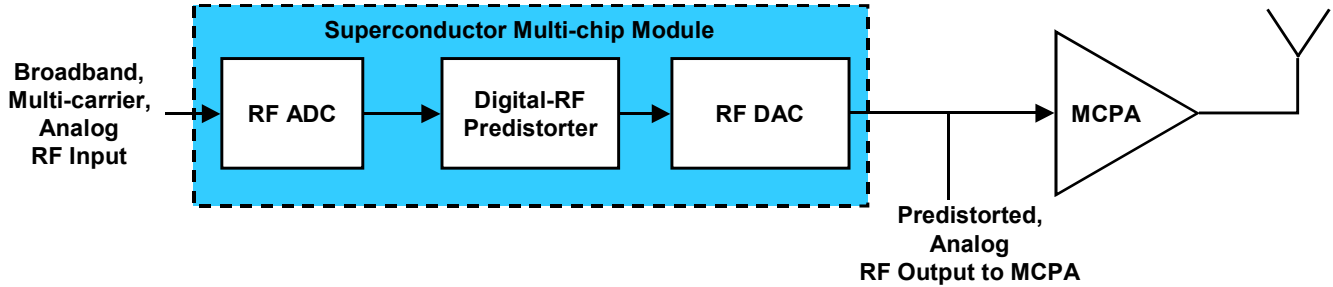 Superconductor Multi-chip Module
Broadband,
Multi-carrier,
Analog
RF Input
RF ADC
Digital-RF
Predistorter
RF DAC
MCPA
Predistorted,
Analog
RF Output to MCPA